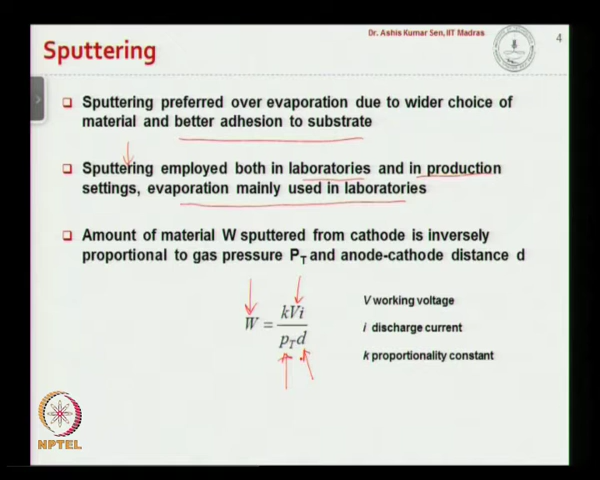 Dr. Ashis Kumar Sen, IIT Madras
4
Sputtering
Sputtering preferred over evaporation due to wider choice of
material and better adhesion to substrate
Sputtering employed both in laboratories and in production
settings, evaporation mainly used in laboratories
Amount of material W sputtered from cathode is inversely
proportional to gas pressure P_T and anode-cathode distance d
W = kVi / p_T d
V working voltage
i discharge current
k proportionality constant
NPTEL